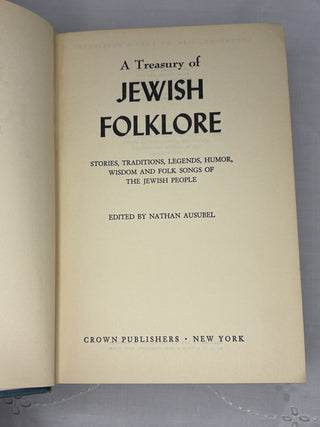 A Treasury of
JEWISH
FOLKLORE
STORIES, TRADITIONS, LEGENDS, HUMOR,
WISDOM AND FOLK SONGS OF
THE JEWISH PEOPLE
EDITED BY NATHAN AUSUBEL
CROWN PUBLISHERS · NEW YORK